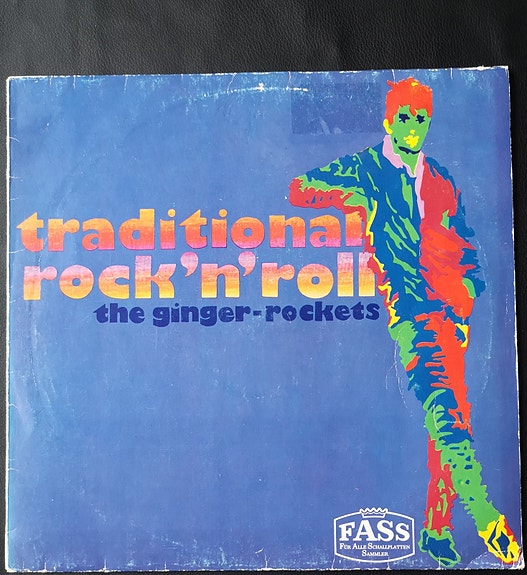 traditional
rock'n'roll
the ginger-rockets
FASS
FÜR ALLE SCHALLPLATTEN
SAMMLER